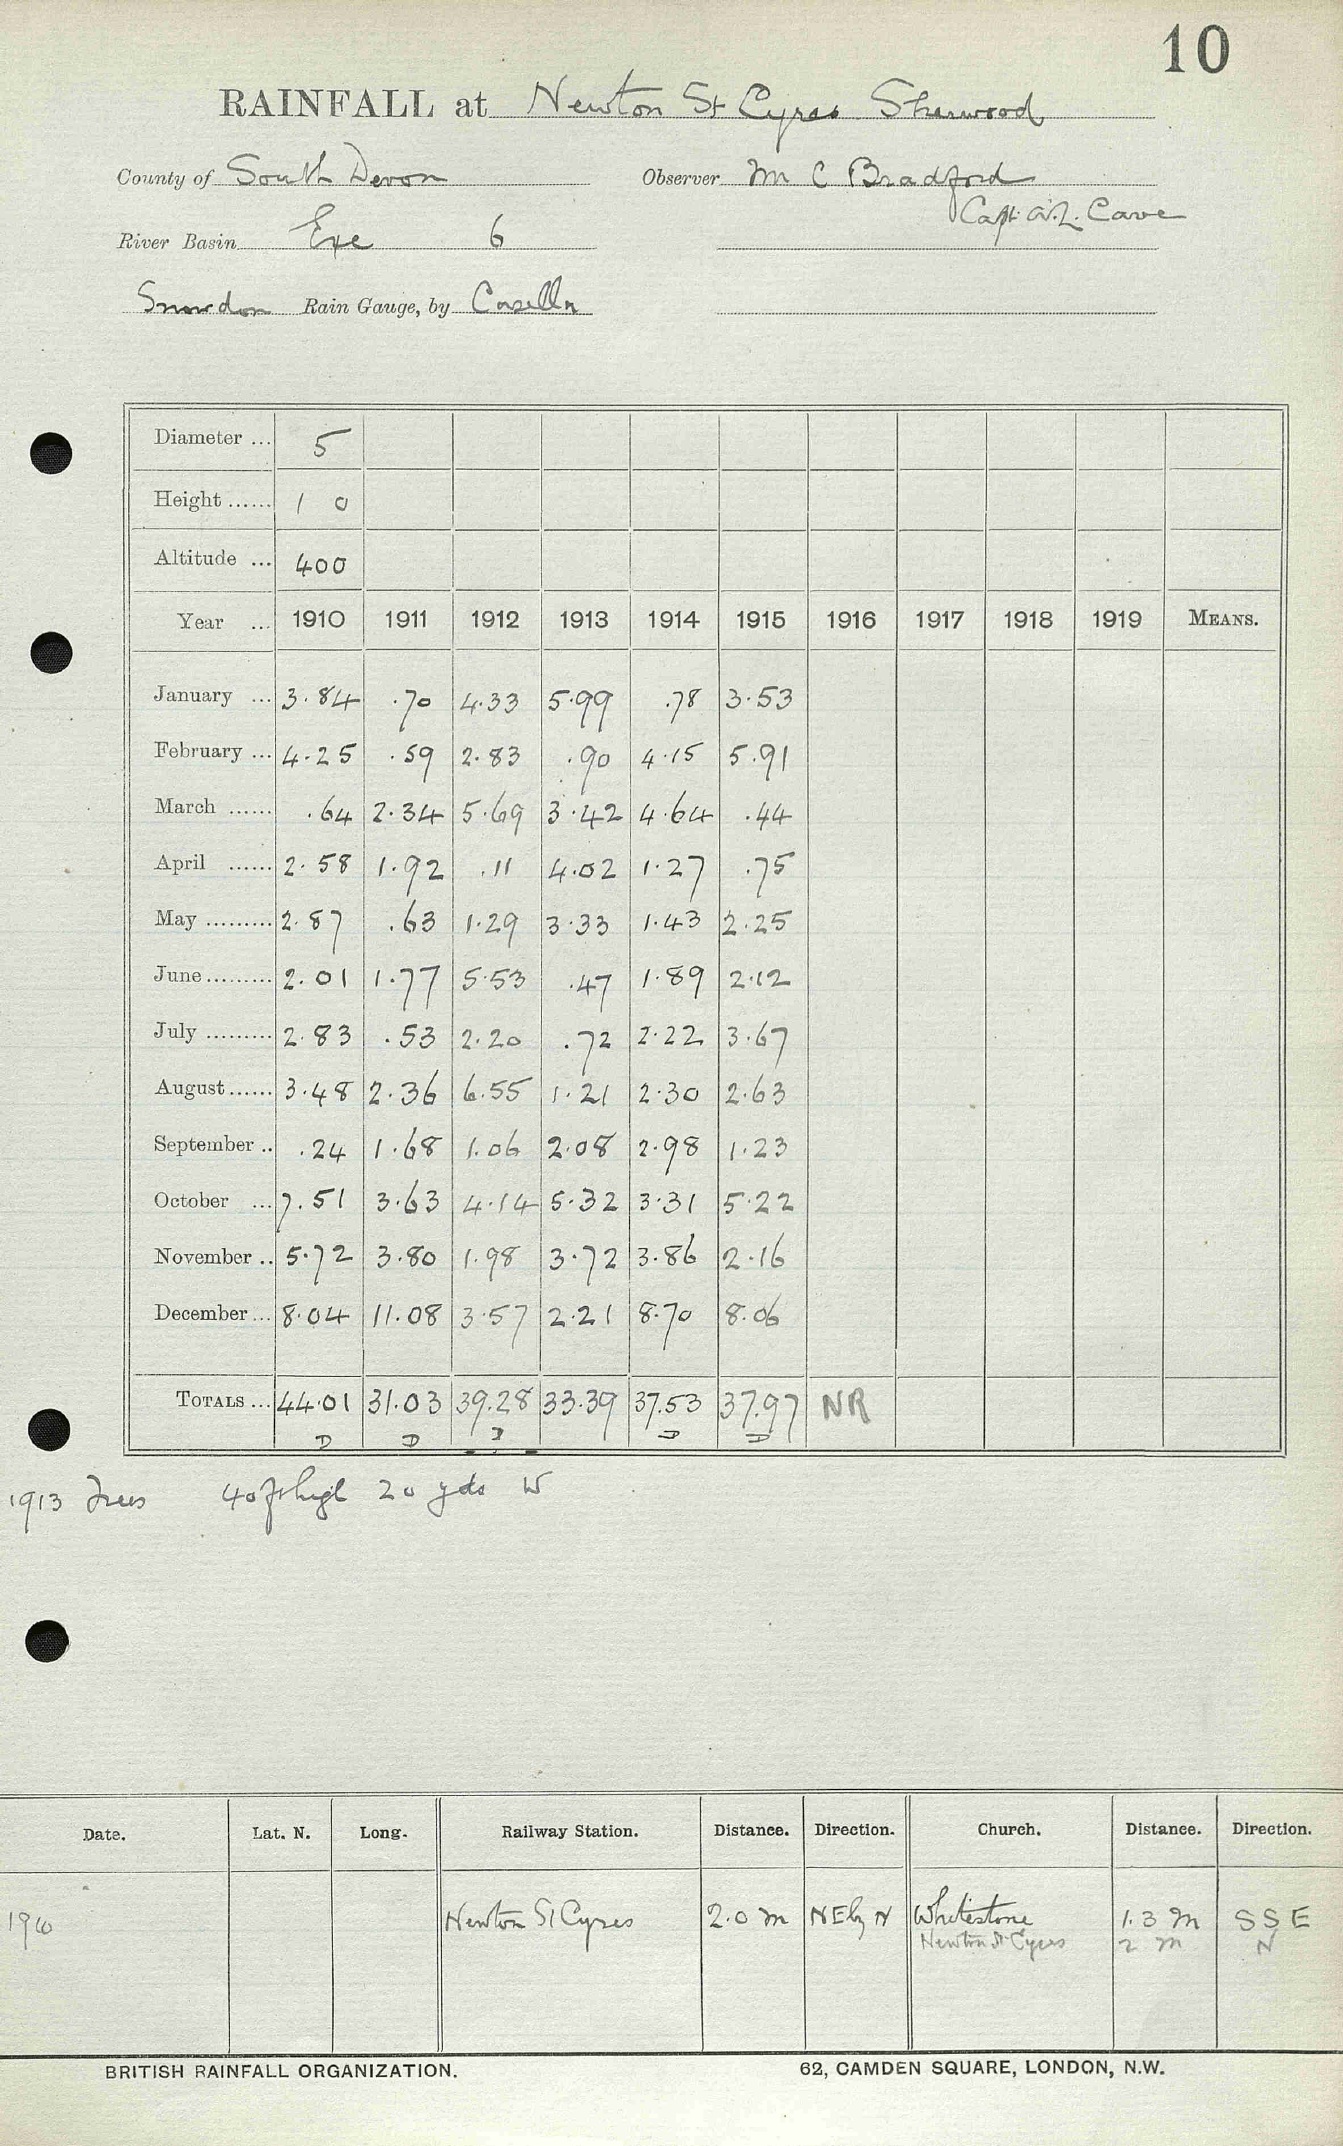 10
RAINFALL at Newton St Cyres Sherwood
County of South Devon Observer M C Bradford
Capt. A.L. Cave
River Basin Exe 6
Snowdon Rain Gauge, by Casella
Diameter ... 5
Height ...... 1 0
Altitude ... 400
Year ... 1910 1911 1912 1913 1914 1915 1916 1917 1918 1919 MEANS.
January ... 3.84 .70 4.33 5.99 .78 3.53
February ... 4.25 .59 2.83 .90 4.15 5.91
March ...... .64 2.34 5.69 3.42 4.64 .44
April ...... 2.58 1.92 .11 4.02 1.27 .75
May ......... 2.87 .63 1.29 3.33 1.43 2.25
June ......... 2.01 1.77 5.53 .47 1.89 2.12
July ......... 2.83 .53 2.20 .72 2.22 3.67
August ...... 3.48 2.36 6.55 1.21 2.30 2.63
September .. .24 1.68 1.06 2.08 2.98 1.23
October ... 7.51 3.63 4.14 5.32 3.31 5.22
November .. 5.72 3.80 1.98 3.72 3.86 2.16
December ... 8.04 11.08 3.57 2.21 8.70 8.06
TOTALS ... 44.01 31.03 39.28 33.39 37.53 37.97 NR
D D D D D
1913 Trees 40 ft high 20 yds W
Date. Lat. N. Long. Railway Station. Distance. Direction. Church. Distance. Direction.
1910 Newton St Cyres 2.0 m NE by N Whitestone 1.3 m SSE
Newton St Cyres 2 m N
BRITISH RAINFALL ORGANIZATION. 62, CAMDEN SQUARE, LONDON, N.W.